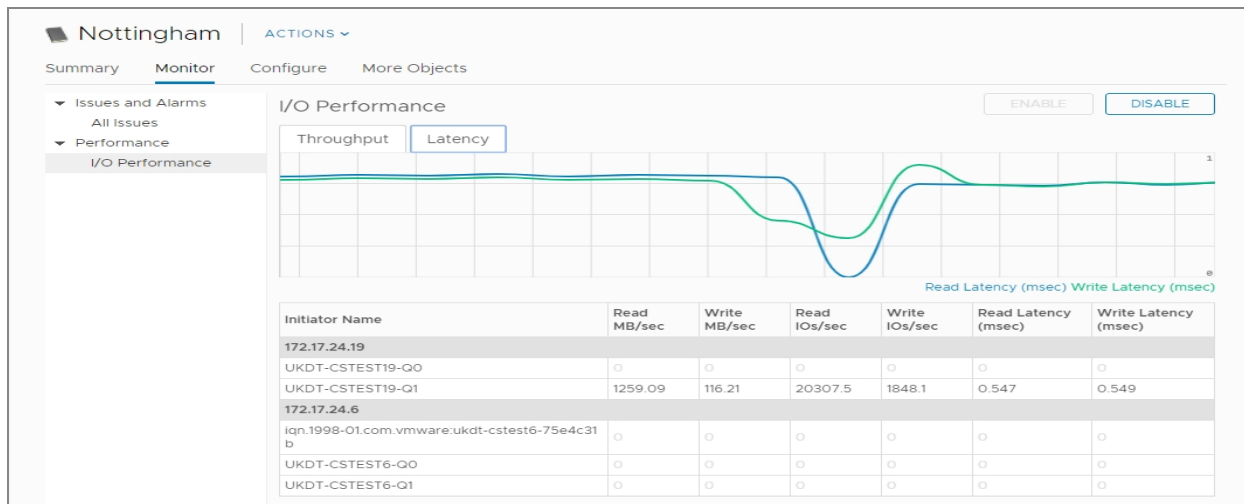 Nottingham ACTIONS
Summary Monitor Configure More Objects
Issues and Alarms
All Issues
Performance
I/O Performance
I/O Performance ENABLE DISABLE
Throughput Latency
1
0
Read Latency (msec) Write Latency (msec)
Initiator Name Read MB/sec Write MB/sec Read IOs/sec Write IOs/sec Read Latency (msec) Write Latency (msec)
172.17.24.19
UKDT-CSTEST19-Q0 0 0 0 0 0 0
UKDT-CSTEST19-Q1 1259.09 116.21 20307.5 1848.1 0.547 0.549
172.17.24.6
iqn.1998-01.com.vmware:ukdt-cstest6-75e4c31b 0 0 0 0 0 0
UKDT-CSTEST6-Q0 0 0 0 0 0 0
UKDT-CSTEST6-Q1 0 0 0 0 0 0